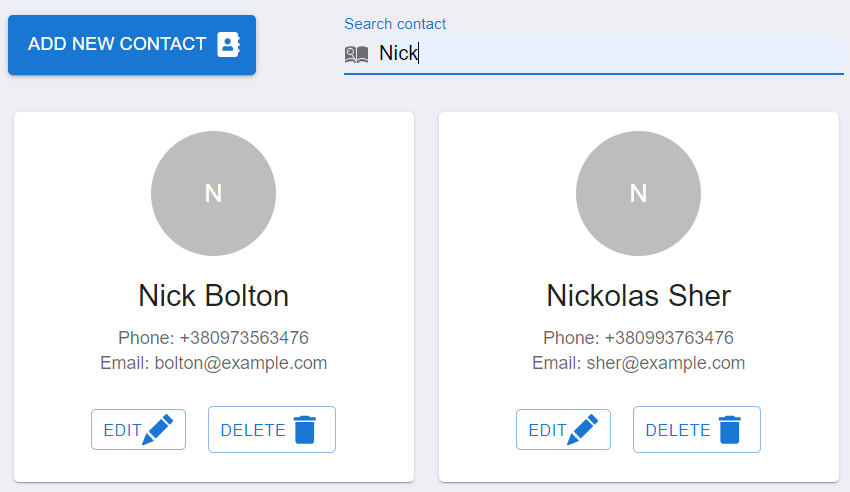 Search contact
ADD NEW CONTACT
Nick
N
Nick Bolton
Phone: +380973563476
Email: bolton@example.com
EDIT
DELETE
N
Nickolas Sher
Phone: +380993763476
Email: sher@example.com
EDIT
DELETE